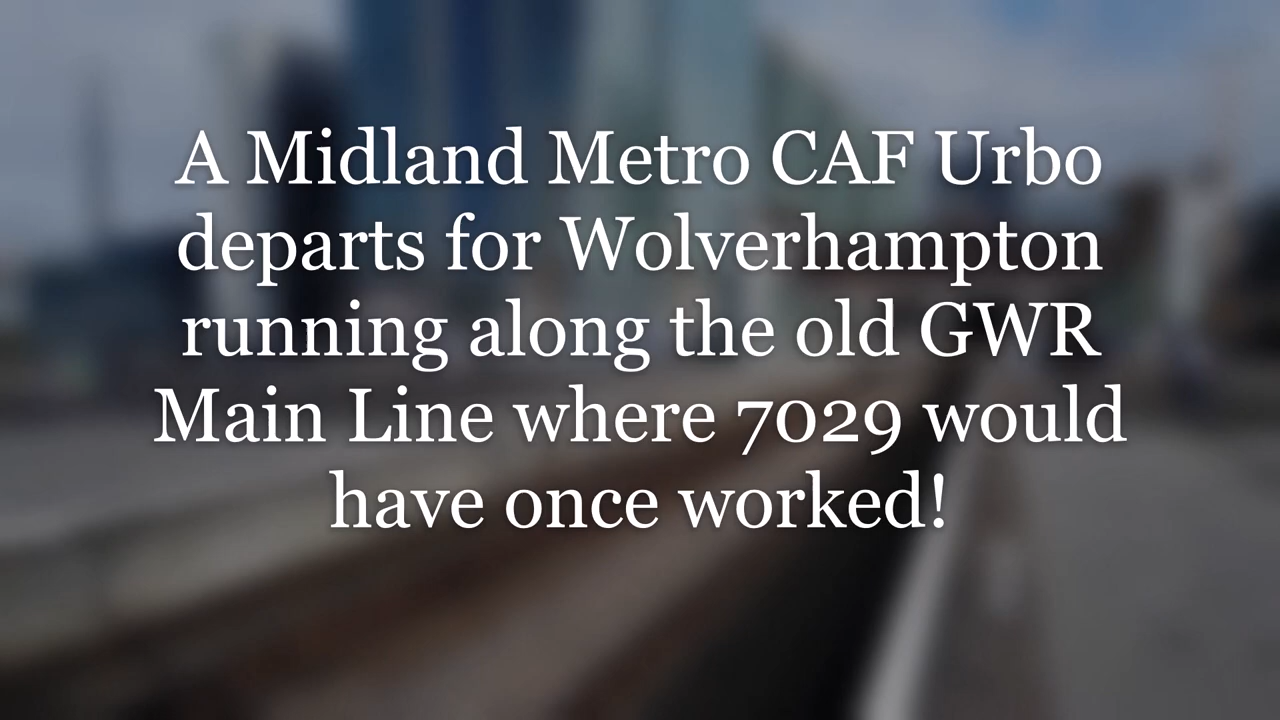 A Midland Metro CAF Urbo
departs for Wolverhampton
running along the old GWR
Main Line where 7029 would
have once worked!